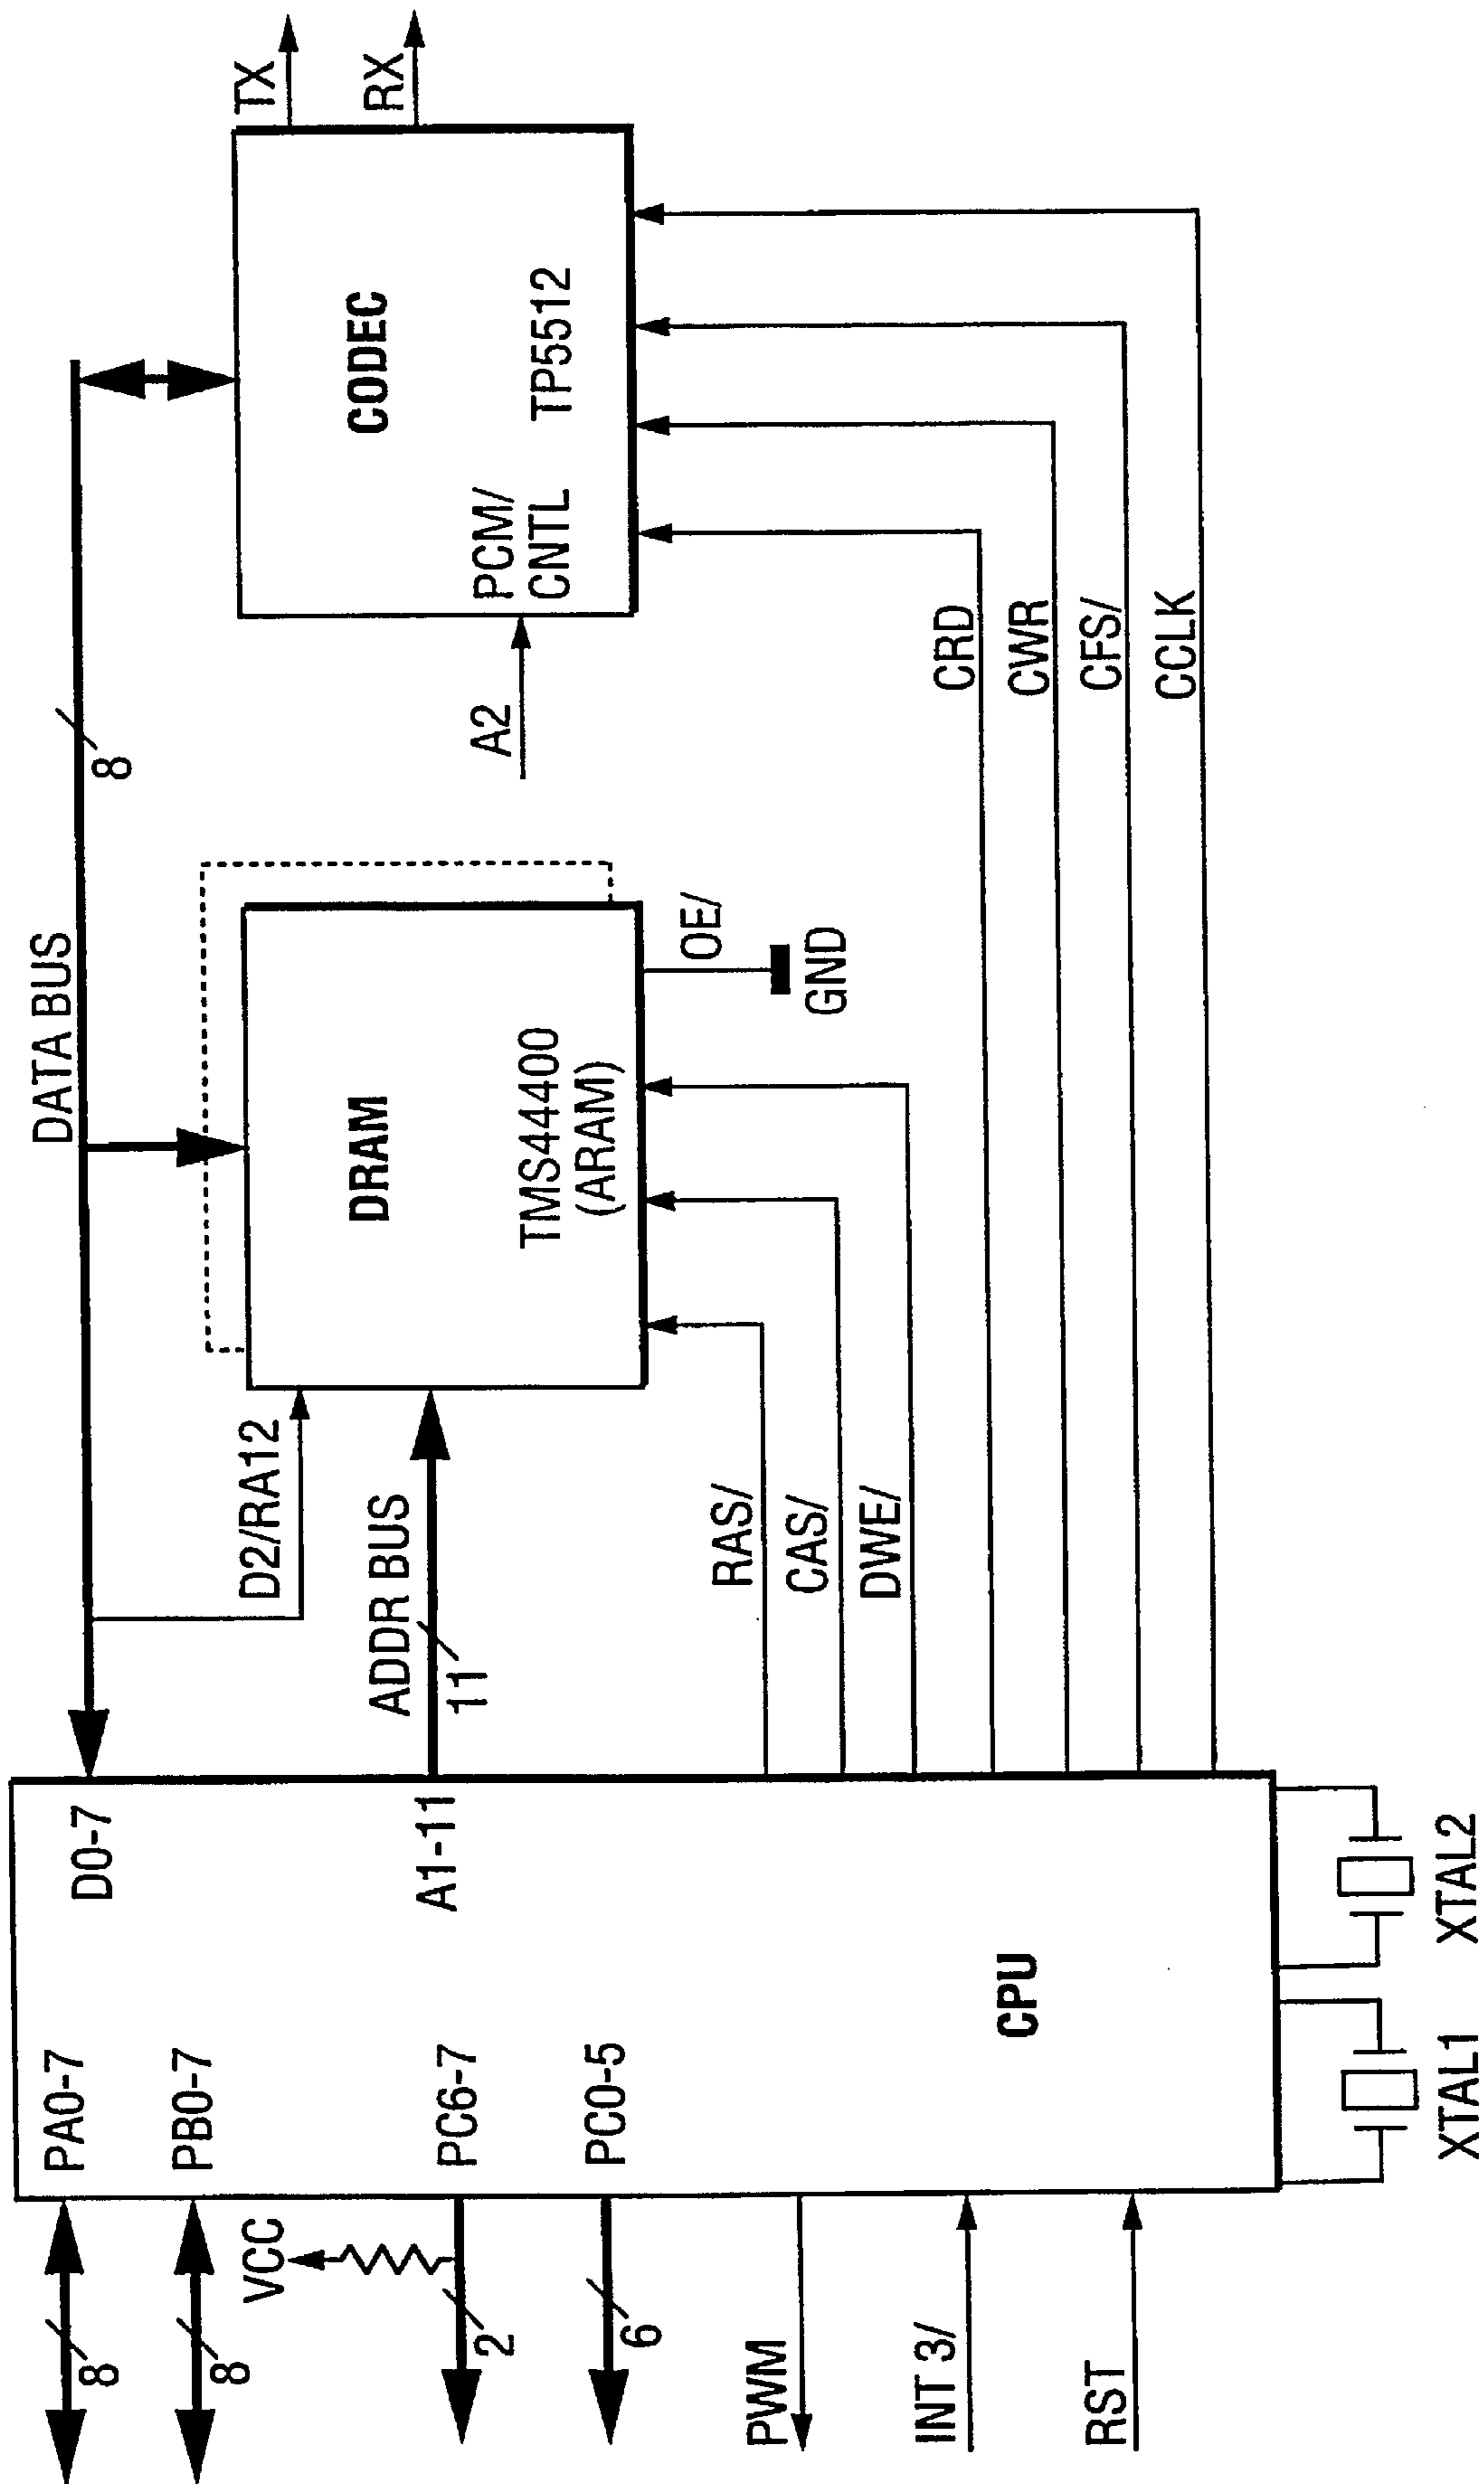 PA0-7
8
PB0-7
8
VCC
PC6-7
2
PC0-5
6
PWM
INT 3/
RST
CPU
XTAL1
XTAL2
D0-7
A1-11
DATA BUS
8
D2/RA12
ADDR BUS
11
RAS/
CAS/
DWE/
DRAM
TMS44400
(ARAM)
OE/
GND
A2
PCM/
CNTL
CODEC
TP5512
TX
RX
CRD
CWR
CFS/
CCLK